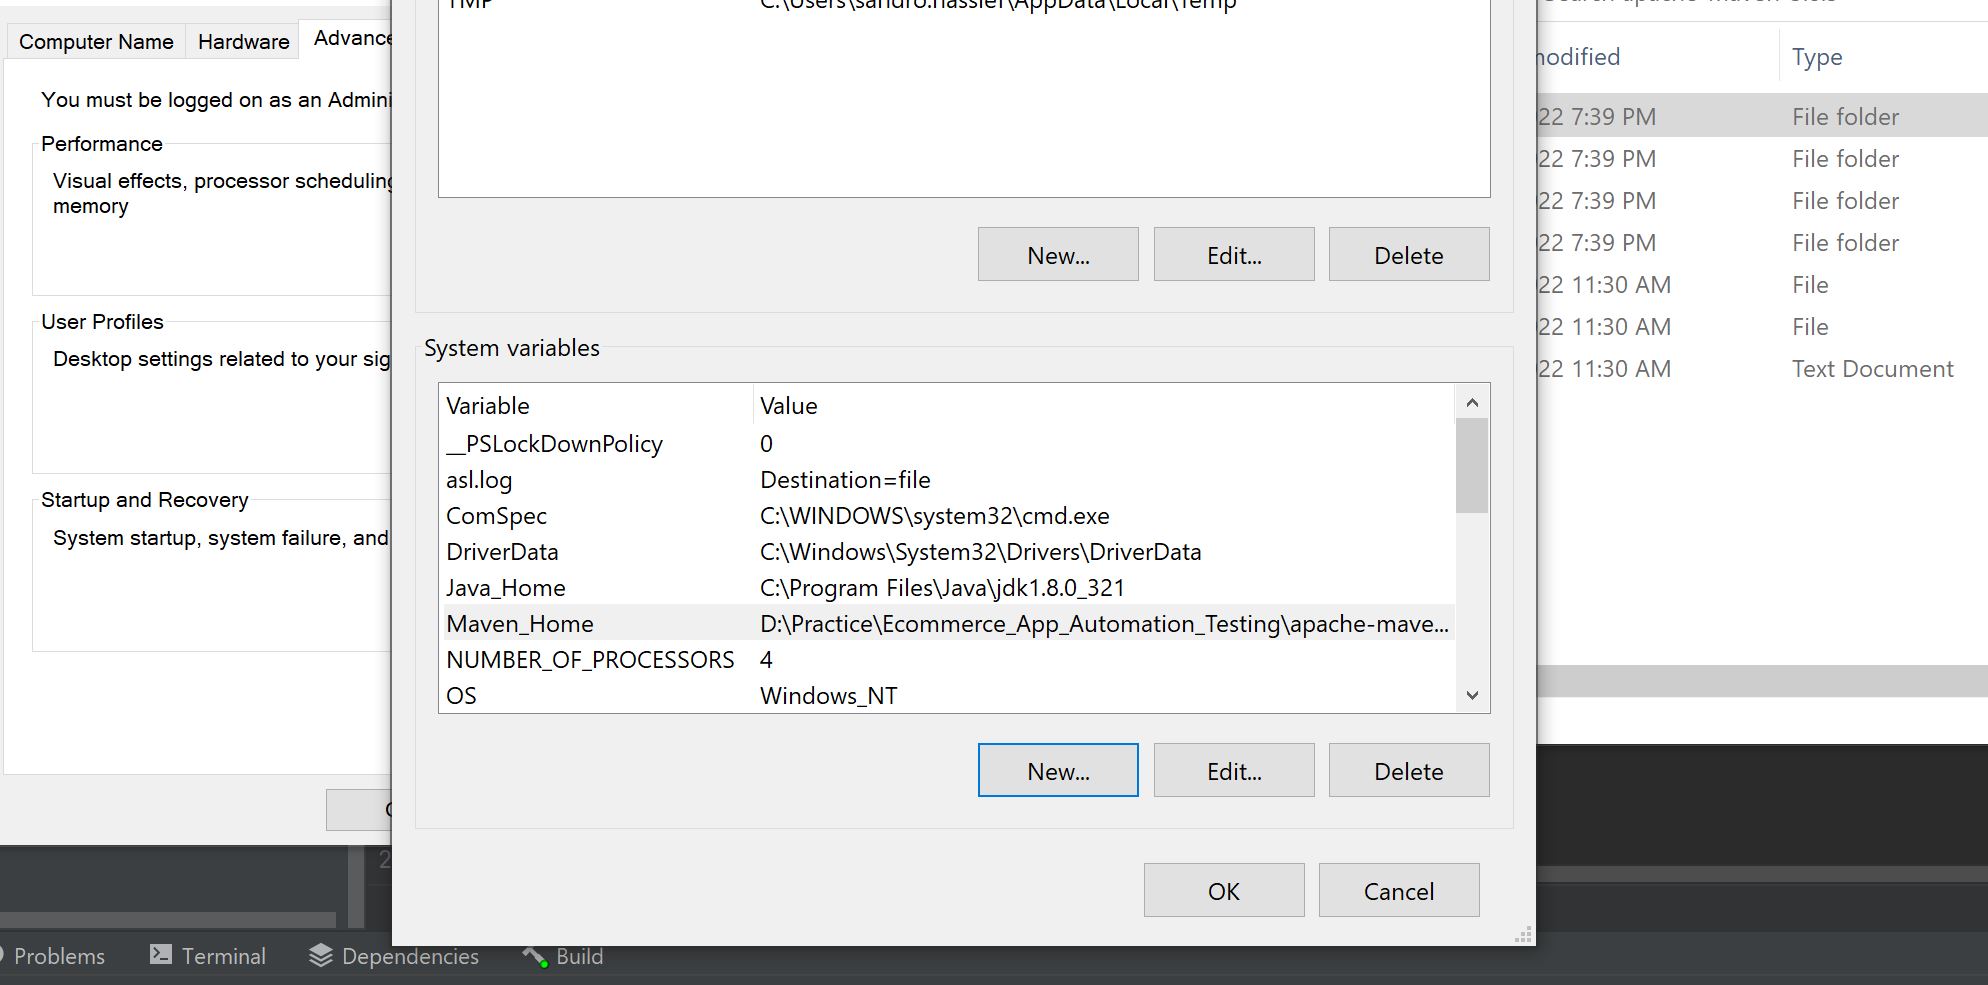 Computer Name
Hardware
Advance
You must be logged on as an Admini
Performance
Visual effects, processor scheduling
memory
User Profiles
Desktop settings related to your sig
Startup and Recovery
System startup, system failure, and
TMP C:\Users\sandro.hassler\AppData\Local\Temp
New...
Edit...
Delete
System variables
Variable Value
__PSLockDownPolicy 0
asl.log Destination=file
ComSpec C:\WINDOWS\system32\cmd.exe
DriverData C:\Windows\System32\Drivers\DriverData
Java_Home C:\Program Files\Java\jdk1.8.0_321
Maven_Home D:\Practice\Ecommerce_App_Automation_Testing\apache-mave...
NUMBER_OF_PROCESSORS 4
OS Windows_NT
New...
Edit...
Delete
OK
Cancel
modified Type
22 7:39 PM File folder
22 7:39 PM File folder
22 7:39 PM File folder
22 7:39 PM File folder
22 11:30 AM File
22 11:30 AM File
22 11:30 AM Text Document
2
Problems
Terminal
Dependencies
Build